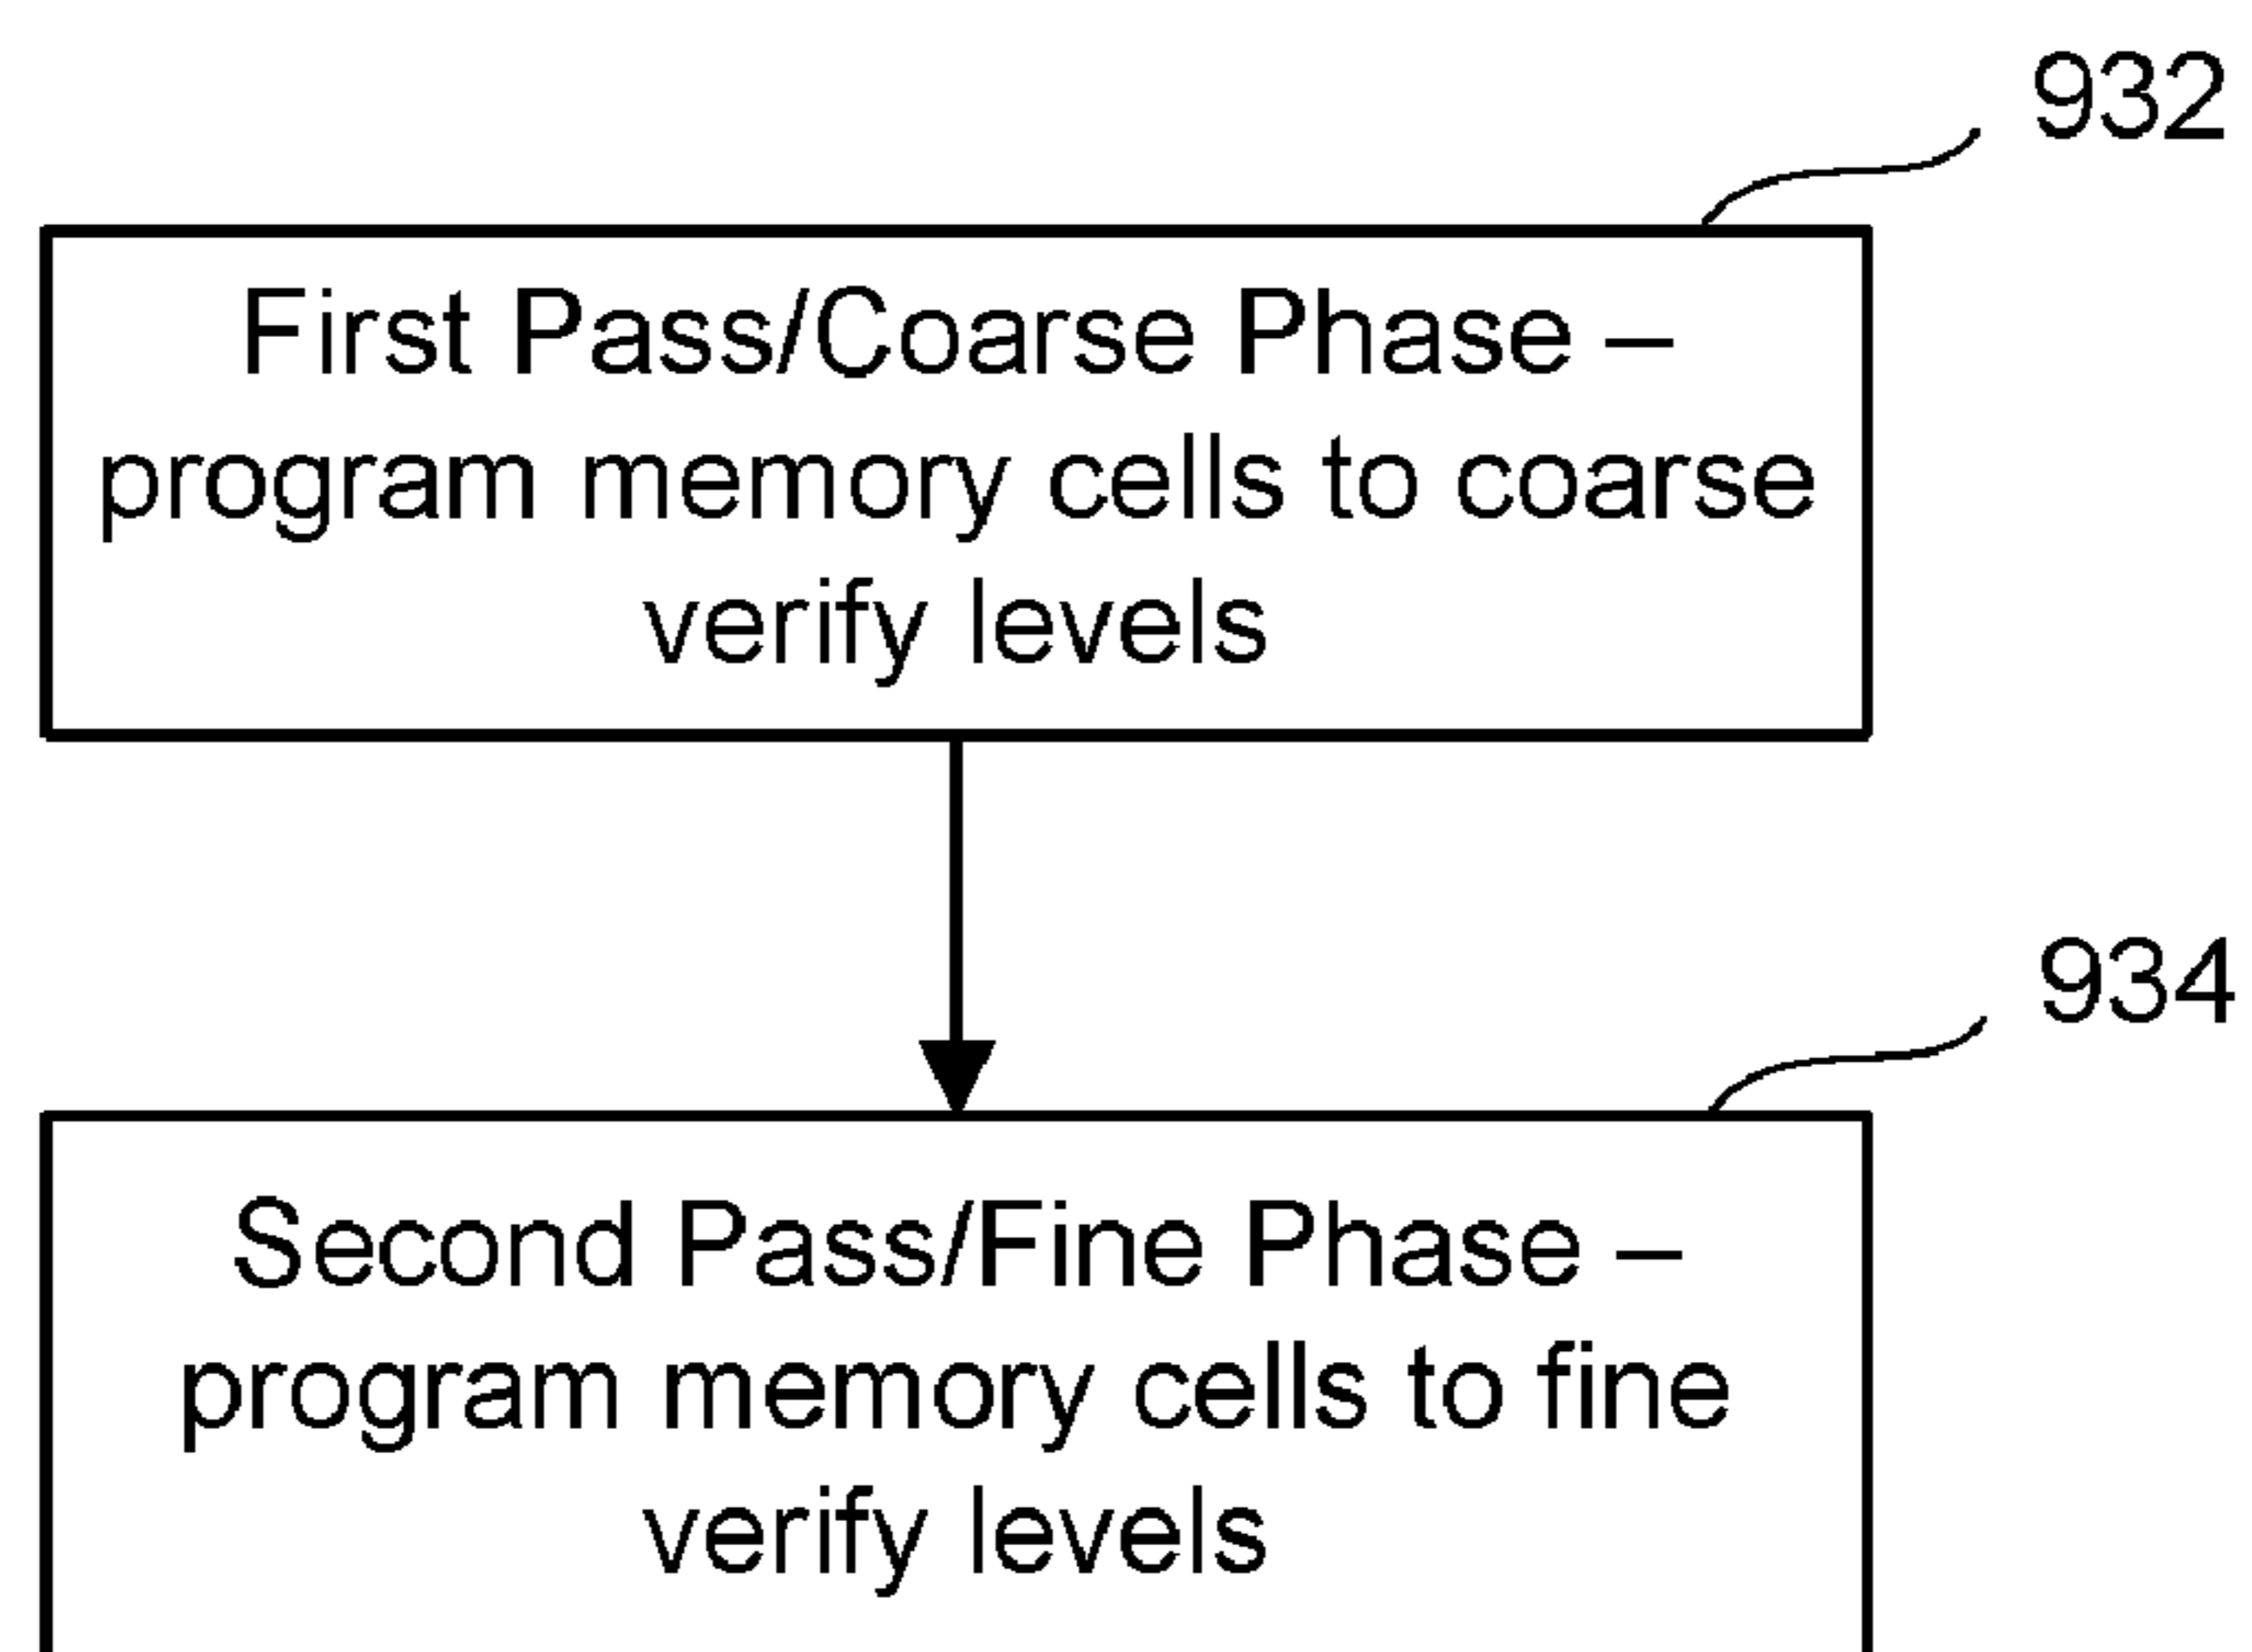 932
First Pass/Coarse Phase –
program memory cells to coarse
verify levels
934
Second Pass/Fine Phase –
program memory cells to fine
verify levels